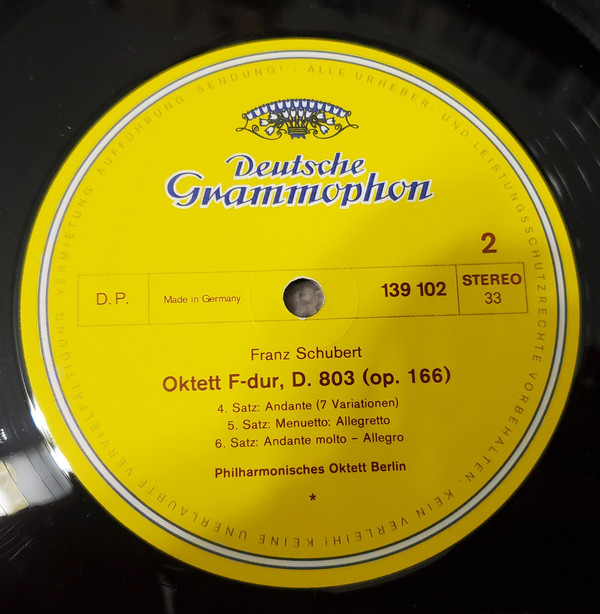 ALLE URHEBER- UND LEISTUNGSSCHUTZRECHTE VORBEHALTEN. KEIN VERLEIH! KEINE UNERLAUBTE VERVIELFÄLTIGUNG, VERMIETUNG, AUFFÜHRUNG, SENDUNG! ·
Deutsche
Grammophon
2
D.P.
Made in Germany
139 102
STEREO
33
Franz Schubert
Oktett F-dur, D. 803 (op. 166)
4. Satz: Andante (7 Variationen)
5. Satz: Menuetto: Allegretto
6. Satz: Andante molto – Allegro
Philharmonisches Oktett Berlin
*